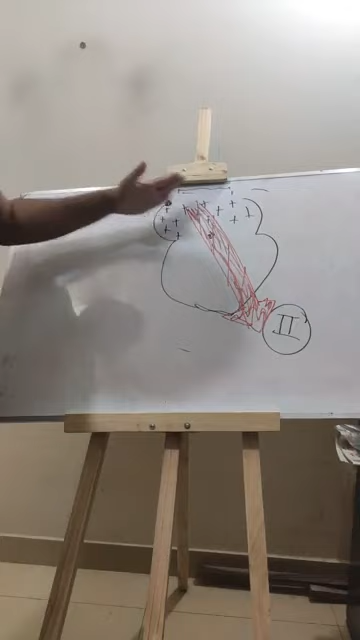 + + + +
+ + + + I
+ +
II